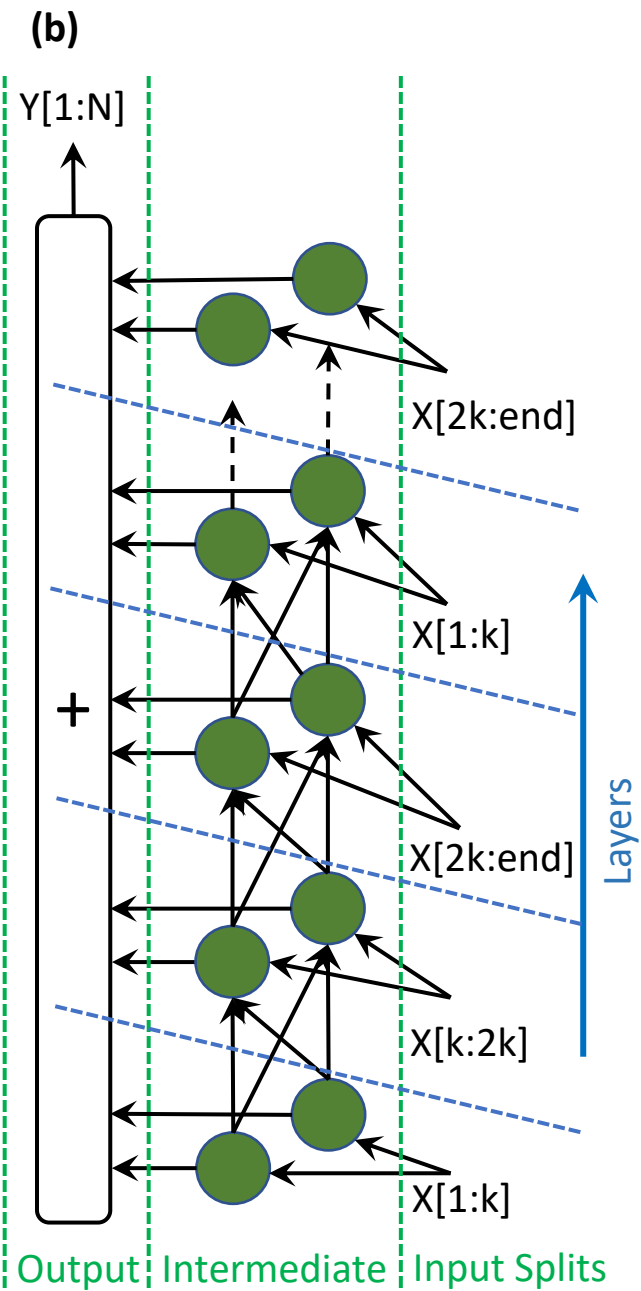 (b)
Y[1:N]
X[2k:end]
X[1:k]
+
X[2k:end]
Layers
X[k:2k]
X[1:k]
Output
Intermediate
Input Splits